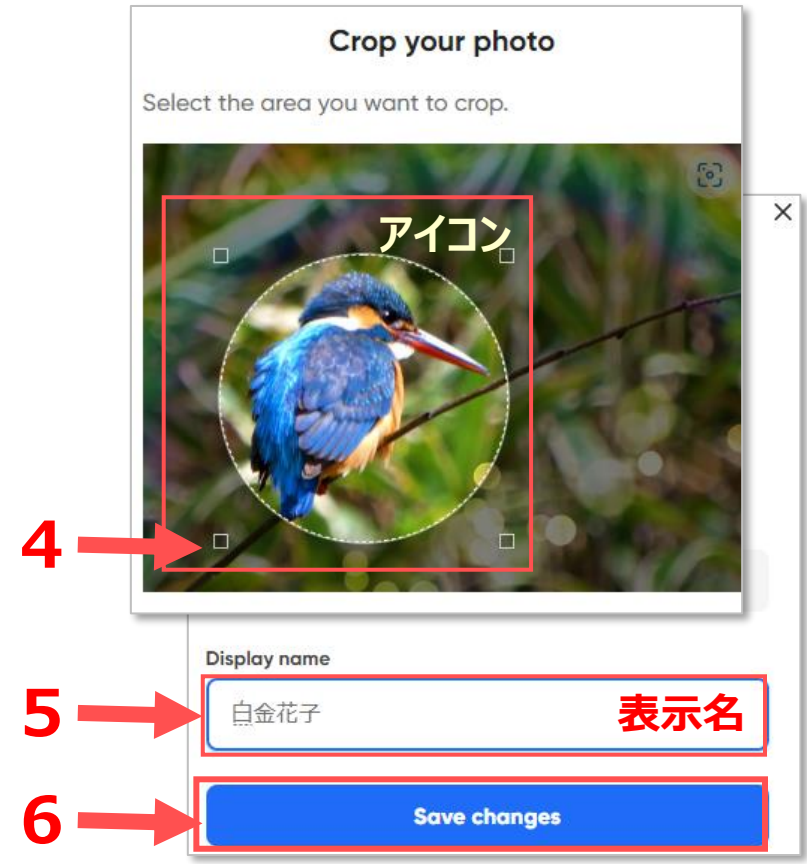 Crop your photo
Select the area you want to crop.
アイコン
4
Display name
5
白金花子
表示名
6
Save changes